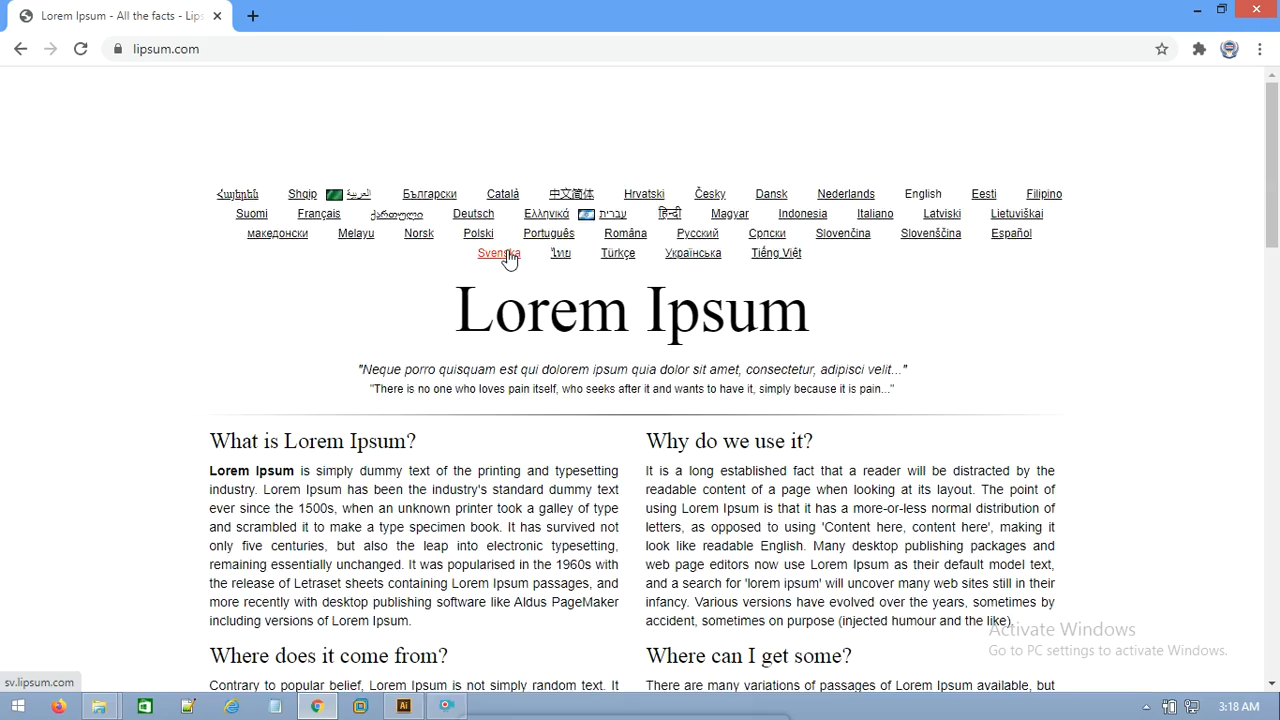 Lorem Ipsum - All the facts - Lips
lipsum.com
Հայերեն Shqip العربية Български Català 中文简体 Hrvatski Česky Dansk Nederlands English Eesti Filipino
Suomi Français ქართული Deutsch Ελληνικά עברית हिन्दी Magyar Indonesia Italiano Latviski Lietuviškai
македонски Melayu Norsk Polski Português Româna Русский Српски Slovenčina Slovenščina Español
Svenska ไทย Türkçe Українська Tiếng Việt
Lorem Ipsum
"Neque porro quisquam est qui dolorem ipsum quia dolor sit amet, consectetur, adipisci velit..."
"There is no one who loves pain itself, who seeks after it and wants to have it, simply because it is pain..."
What is Lorem Ipsum?
Lorem Ipsum is simply dummy text of the printing and typesetting
industry. Lorem Ipsum has been the industry's standard dummy text
ever since the 1500s, when an unknown printer took a galley of type
and scrambled it to make a type specimen book. It has survived not
only five centuries, but also the leap into electronic typesetting,
remaining essentially unchanged. It was popularised in the 1960s with
the release of Letraset sheets containing Lorem Ipsum passages, and
more recently with desktop publishing software like Aldus PageMaker
including versions of Lorem Ipsum.
Why do we use it?
It is a long established fact that a reader will be distracted by the
readable content of a page when looking at its layout. The point of
using Lorem Ipsum is that it has a more-or-less normal distribution of
letters, as opposed to using 'Content here, content here', making it
look like readable English. Many desktop publishing packages and
web page editors now use Lorem Ipsum as their default model text,
and a search for 'lorem ipsum' will uncover many web sites still in their
infancy. Various versions have evolved over the years, sometimes by
accident, sometimes on purpose (injected humour and the like).
Where does it come from?
Contrary to popular belief, Lorem Ipsum is not simply random text. It
Where can I get some?
There are many variations of passages of Lorem Ipsum available, but
Activate Windows
Go to PC settings to activate Windows.
sv.lipsum.com
Ai
3:18 AM